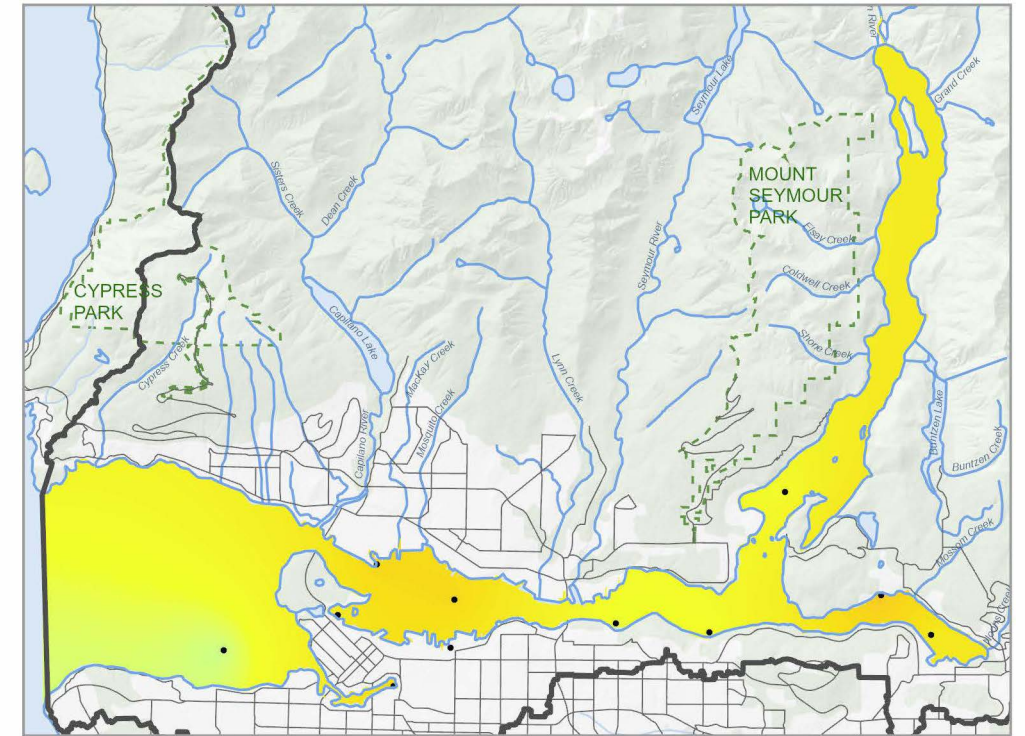 n River
Grand Creek
Seymour Lake
MOUNT
SEYMOUR
PARK
Sisters Creek
Dean Creek
Elsay Creek
Seymour River
Coldwell Creek
CYPRESS
PARK
Capilano Lake
Shone Creek
Cypress Creek
MacKay Creek
Lynn Creek
Mosquito Creek
Capilano River
Buntzen Lake
Buntzen Creek
Mossom Creek